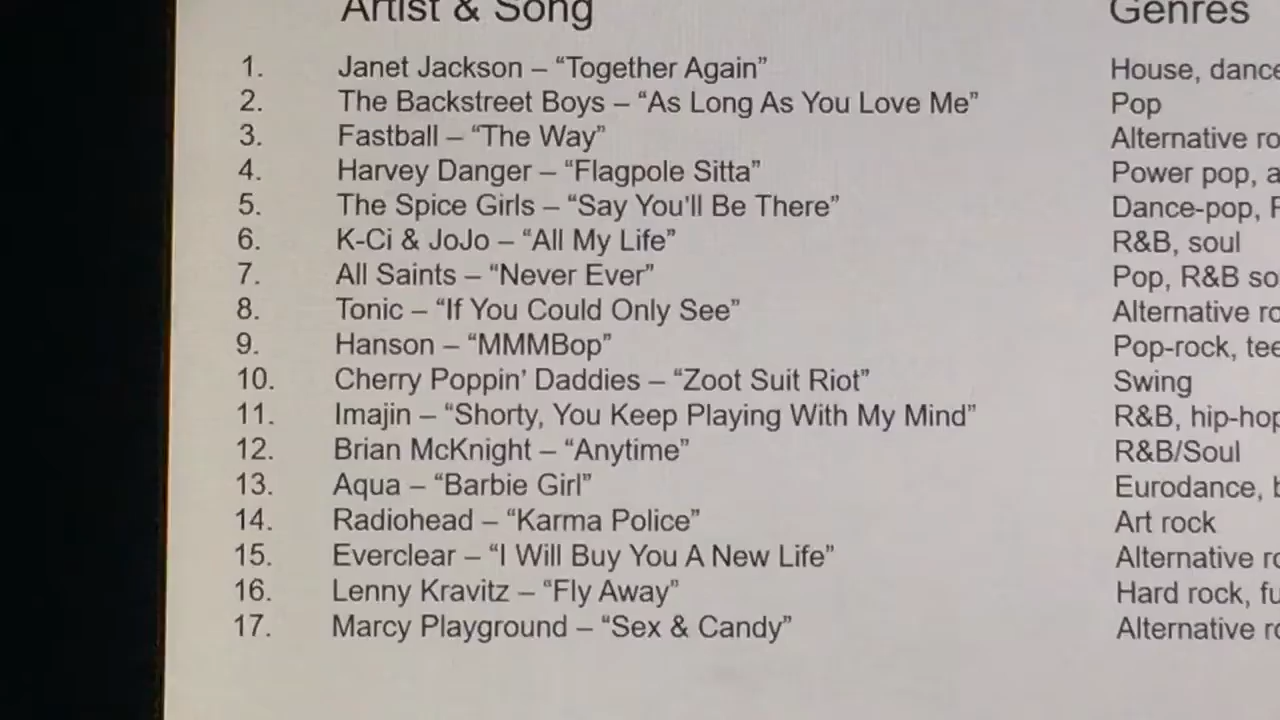 Artist & Song Genres
1. Janet Jackson – “Together Again” House, dance
2. The Backstreet Boys – “As Long As You Love Me” Pop
3. Fastball – “The Way” Alternative ro
4. Harvey Danger – “Flagpole Sitta” Power pop, a
5. The Spice Girls – “Say You'll Be There” Dance-pop,
6. K-Ci & JoJo – “All My Life” R&B, soul
7. All Saints – “Never Ever” Pop, R&B so
8. Tonic – “If You Could Only See” Alternative ro
9. Hanson – “MMMBop” Pop-rock, tee
10. Cherry Poppin’ Daddies – “Zoot Suit Riot” Swing
11. Imajin – “Shorty, You Keep Playing With My Mind” R&B, hip-hop
12. Brian McKnight – “Anytime” R&B/Soul
13. Aqua – “Barbie Girl” Eurodance, b
14. Radiohead – “Karma Police” Art rock
15. Everclear – “I Will Buy You A New Life” Alternative ro
16. Lenny Kravitz – “Fly Away” Hard rock, fu
17. Marcy Playground – “Sex & Candy” Alternative ro